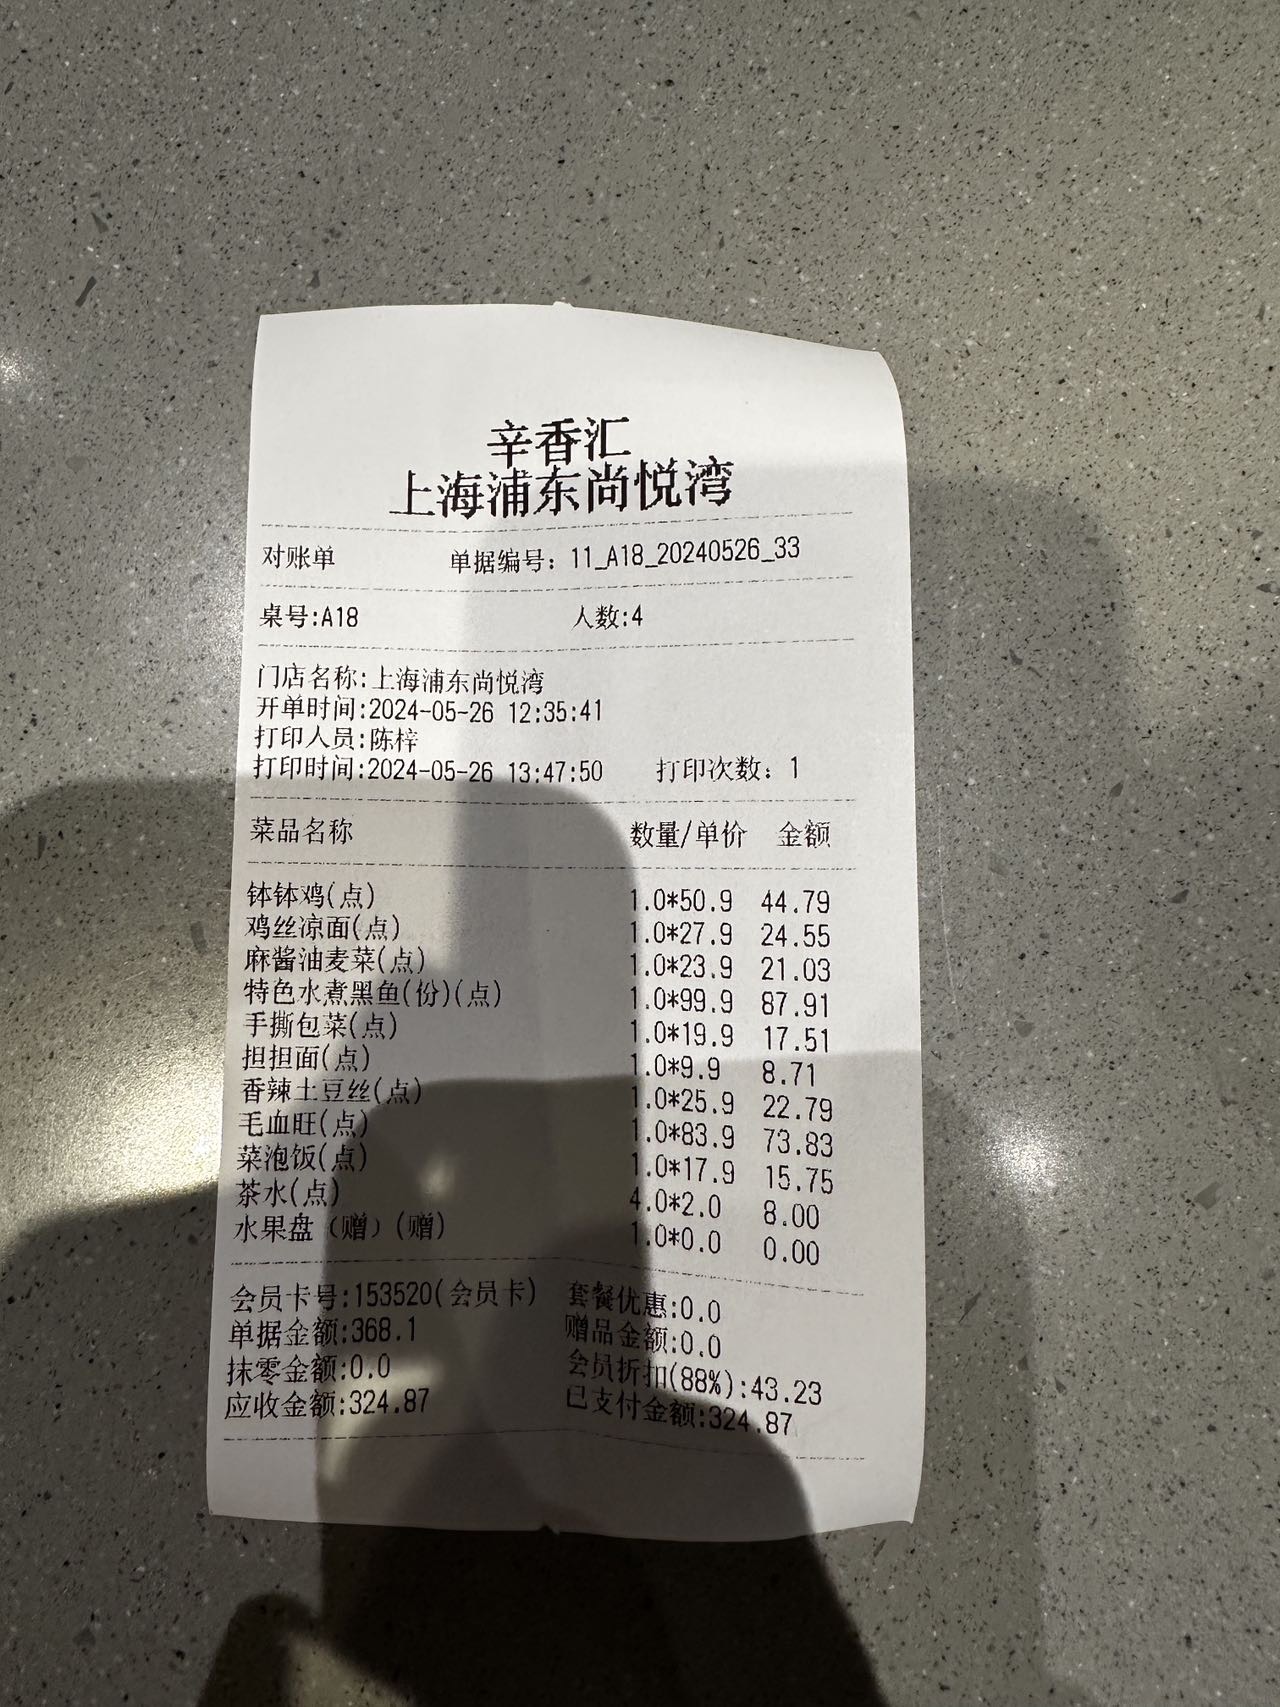 辛香汇
上海浦东尚悦湾
对账单 单据编号：11_A18_20240526_33
桌号:A18 人数:4
门店名称:上海浦东尚悦湾
开单时间:2024-05-26 12:35:41
打印人员:陈梓
打印时间:2024-05-26 13:47:50 打印次数：1
菜品名称 数量/单价 金额
钵钵鸡(点) 1.0*50.9 44.79
鸡丝凉面(点) 1.0*27.9 24.55
麻酱油麦菜(点) 1.0*23.9 21.03
特色水煮黑鱼(份)(点) 1.0*99.9 87.91
手撕包菜(点) 1.0*19.9 17.51
担担面(点) 1.0*9.9 8.71
香辣土豆丝(点) 1.0*25.9 22.79
毛血旺(点) 1.0*83.9 73.83
菜泡饭(点) 1.0*17.9 15.75
茶水(点) 4.0*2.0 8.00
水果盘（赠）(赠) 1.0*0.0 0.00
会员卡号:153520(会员卡) 套餐优惠:0.0
单据金额:368.1 赠品金额:0.0
抹零金额:0.0 会员折扣(88%):43.23
应收金额:324.87 已支付金额:324.87